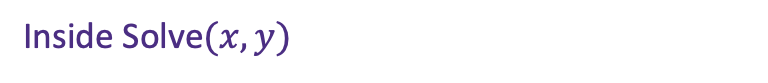 Inside Solve(𝑥, 𝑦)